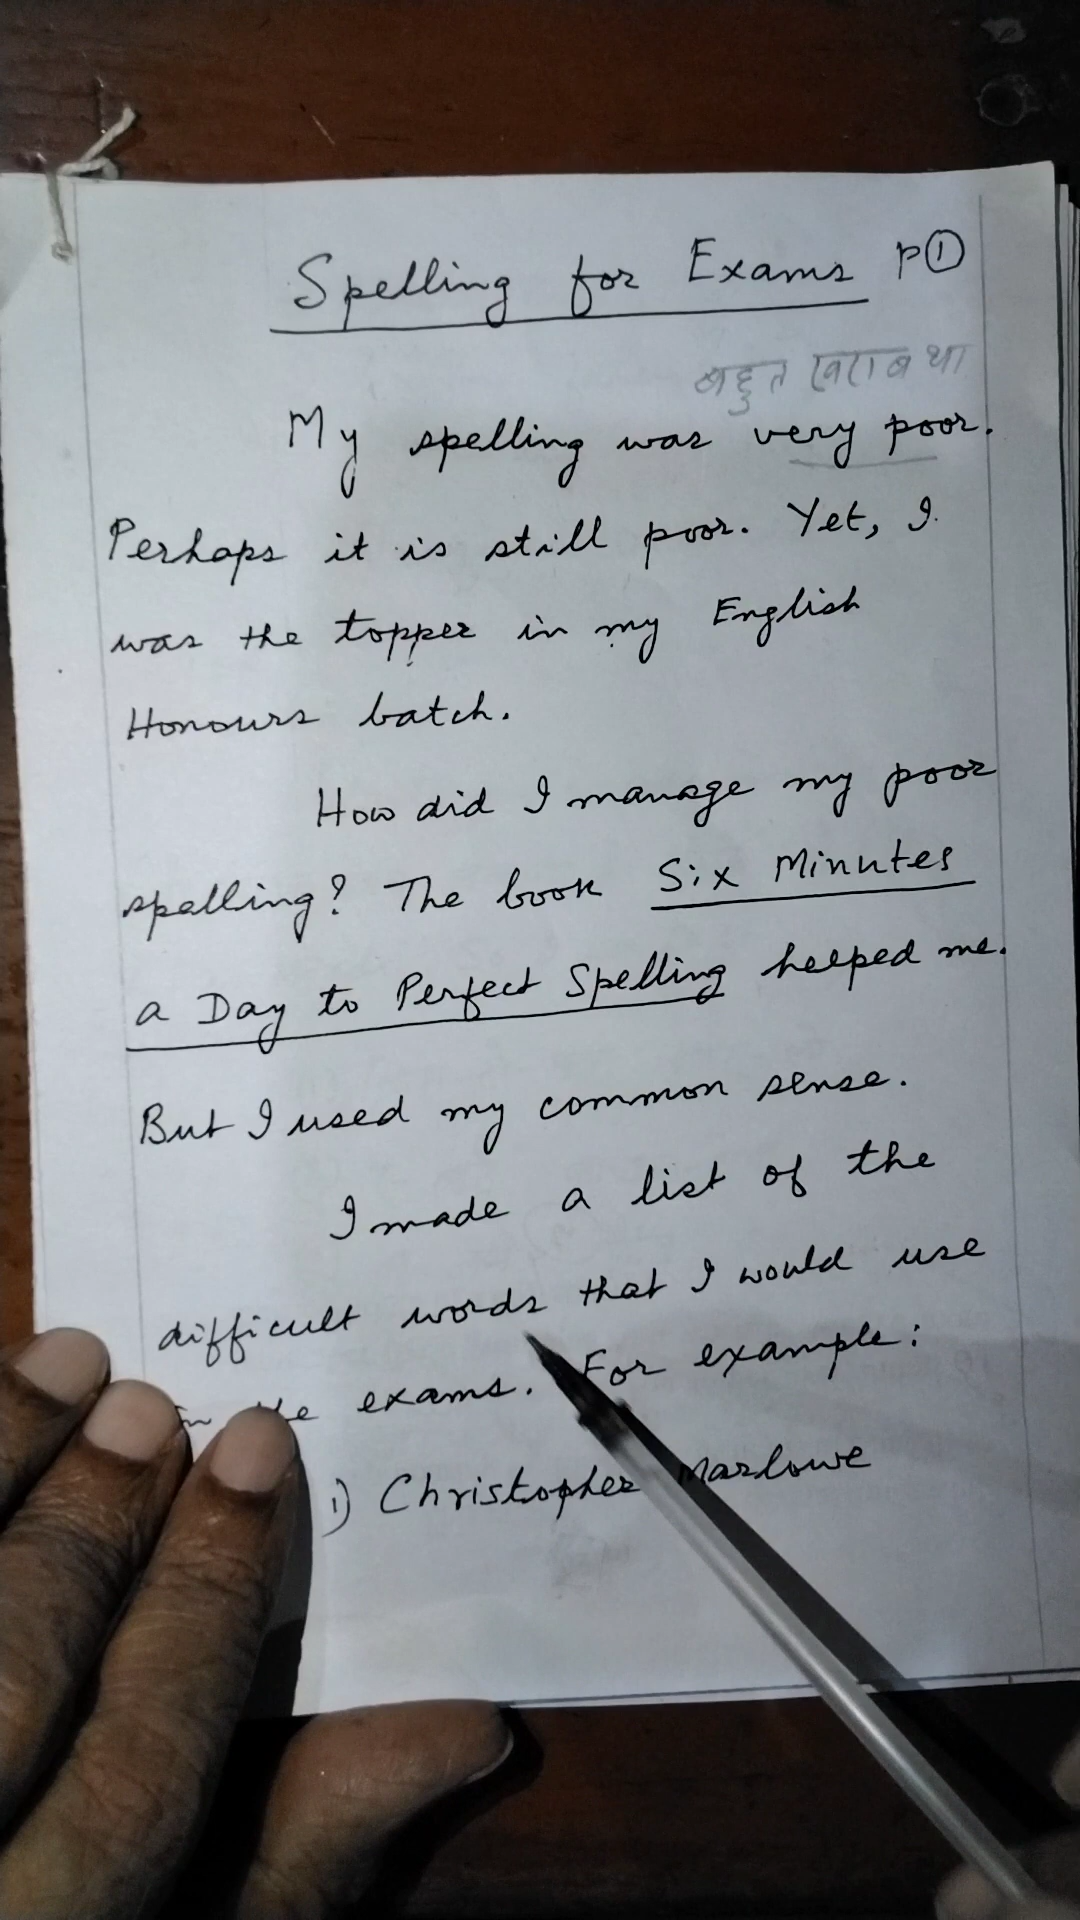 Spelling for Exams P①
बहुत खराब था
My spelling was very poor.
Perhaps it is still poor. Yet, I
was the topper in my English
Honours batch.
How did I manage my poor
spelling? The book Six Minutes
a Day to Perfect Spelling helped me.
But I used my common sense.
I made a list of the
difficult words that I would use
exams. For example:
1) Christopher Marlowe